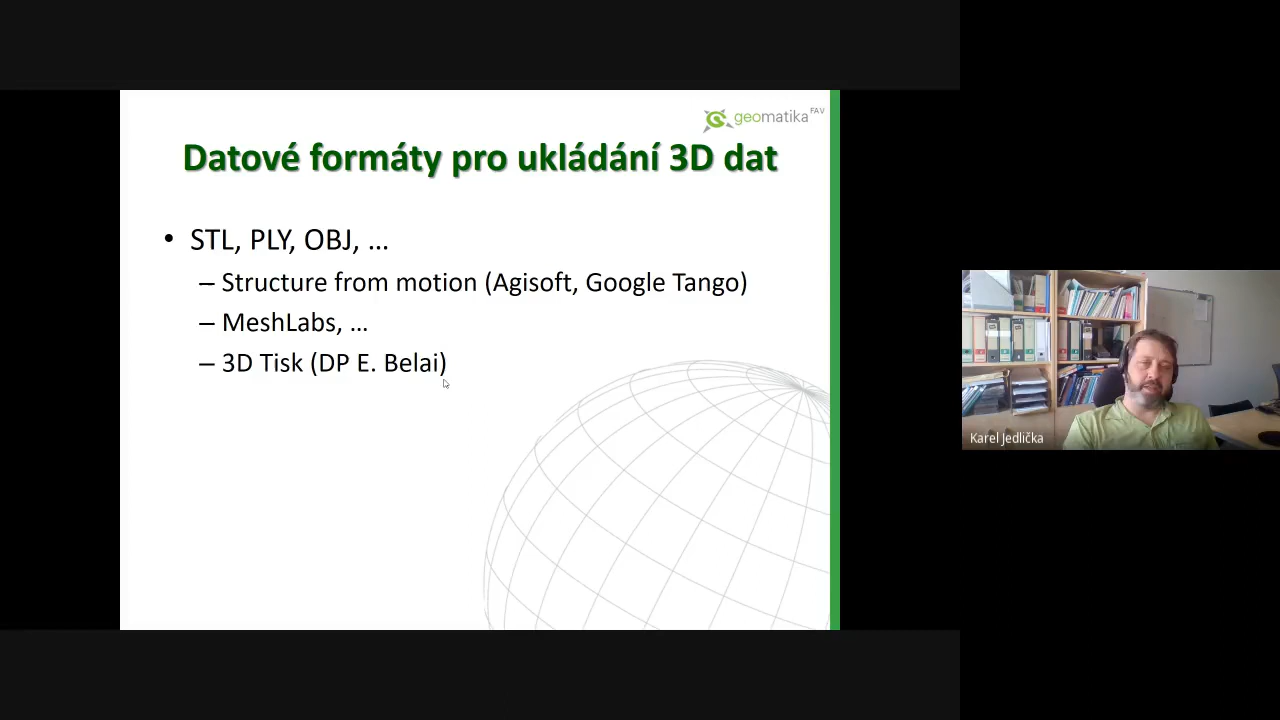 geomatika FAV
Datové formáty pro ukládání 3D dat
• STL, PLY, OBJ, …
– Structure from motion (Agisoft, Google Tango)
– MeshLabs, …
– 3D Tisk (DP E. Belai)
Karel Jedlička